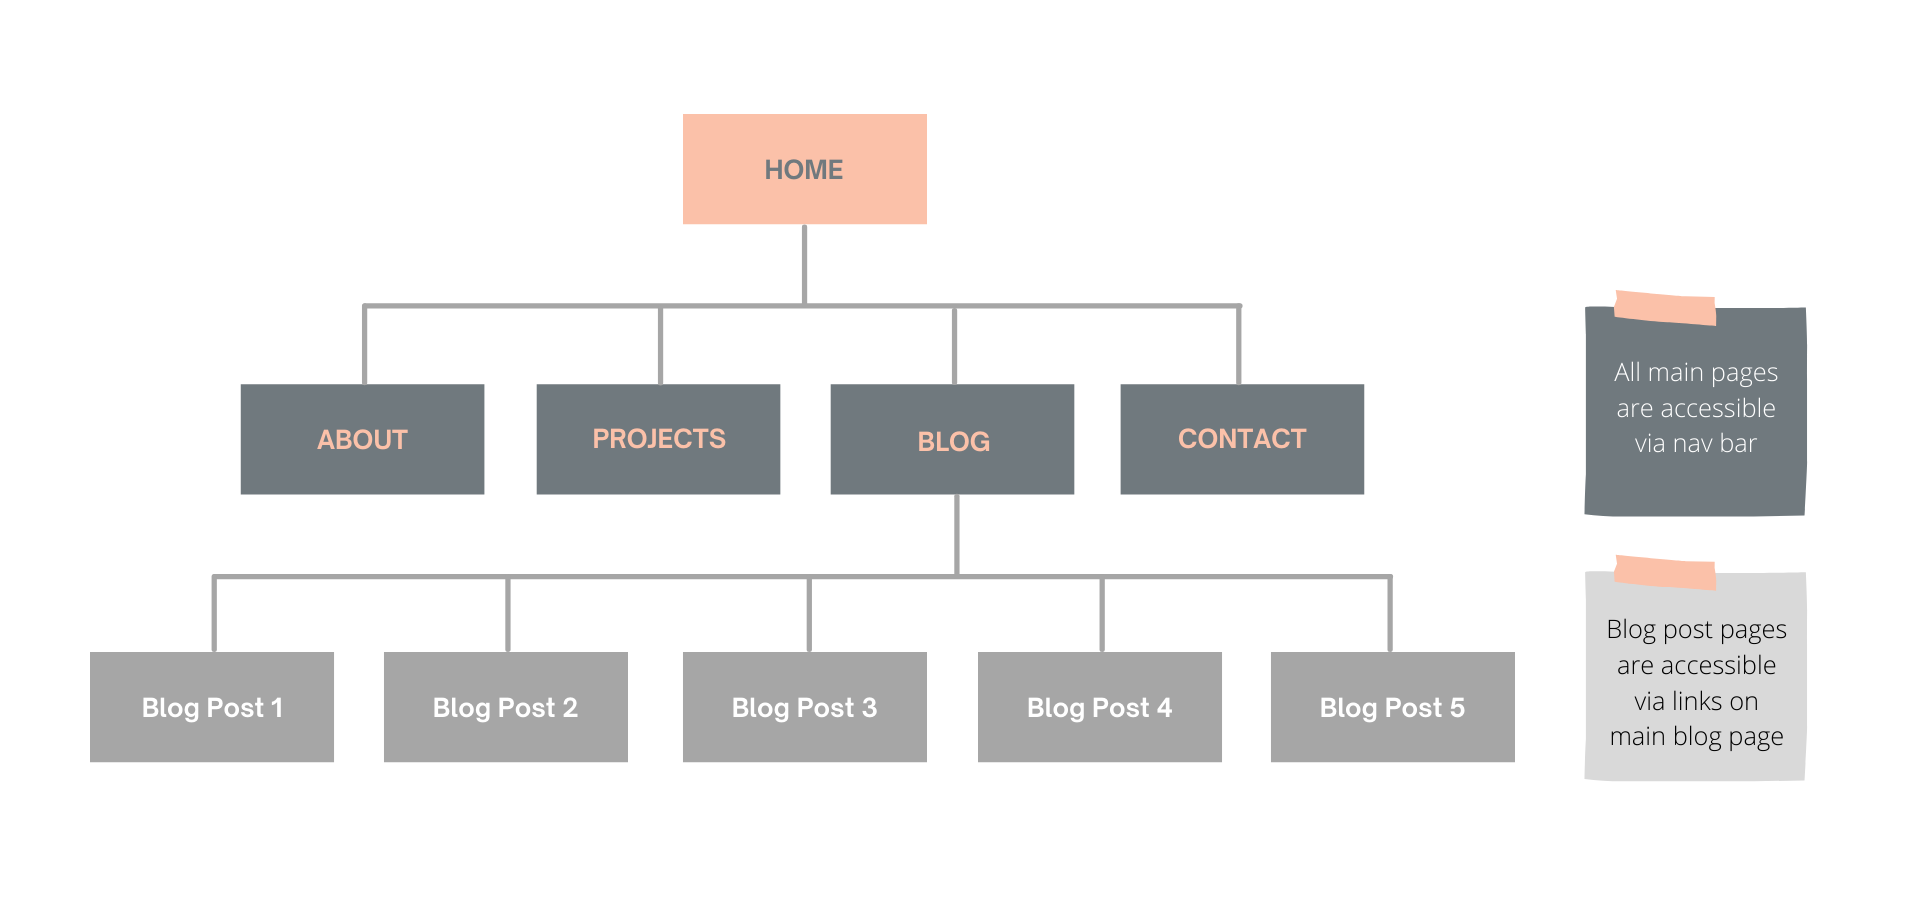 HOME
ABOUT
PROJECTS
BLOG
CONTACT
All main pages
are accessible
via nav bar
Blog Post 1
Blog Post 2
Blog Post 3
Blog Post 4
Blog Post 5
Blog post pages
are accessible
via links on
main blog page